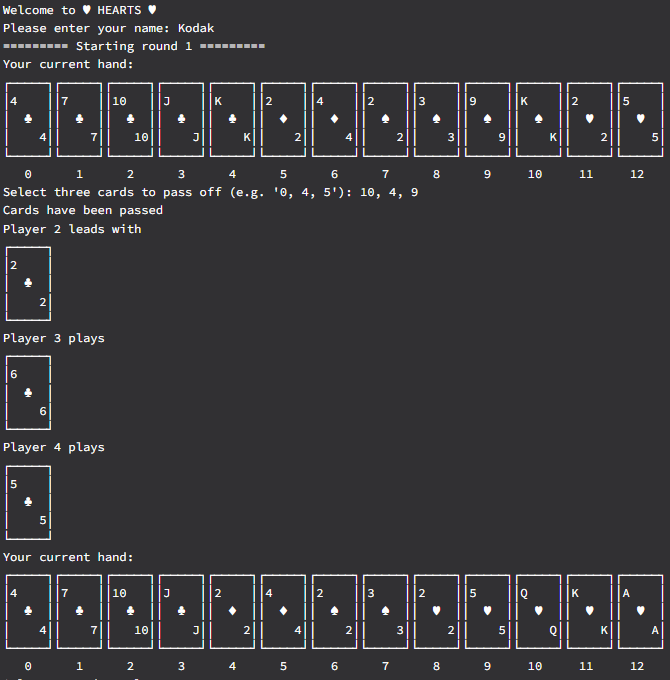 Welcome to ♥ HEARTS ♥
Please enter your name: Kodak
========= Starting round 1 =========
Your current hand:
4 7 10 J K 2 4 2 3 9 K 2 5
♣ ♣ ♣ ♣ ♣ ♦ ♦ ♠ ♠ ♠ ♠ ♥ ♥
4 7 10 J K 2 4 2 3 9 K 2 5
0 1 2 3 4 5 6 7 8 9 10 11 12
Select three cards to pass off (e.g. '0, 4, 5'): 10, 4, 9
Cards have been passed
Player 2 leads with
2
♣
2
Player 3 plays
6
♣
6
Player 4 plays
5
♣
5
Your current hand:
4 7 10 J 2 4 2 3 2 5 Q K A
♣ ♣ ♣ ♣ ♦ ♦ ♠ ♠ ♥ ♥ ♥ ♥ ♥
4 7 10 J 2 4 2 3 2 5 Q K A
0 1 2 3 4 5 6 7 8 9 10 11 12